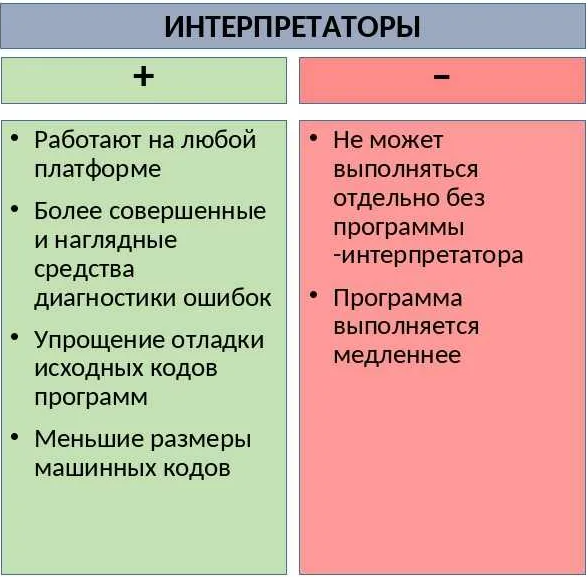 ИНТЕРПРЕТАТОРЫ
+
–
• Работают на любой
платформе
• Более совершенные
и наглядные
средства
диагностики ошибок
• Упрощение отладки
исходных кодов
программ
• Меньшие размеры
машинных кодов
• Не может
выполняться
отдельно без
программы
-интерпретатора
• Программа
выполняется
медленнее